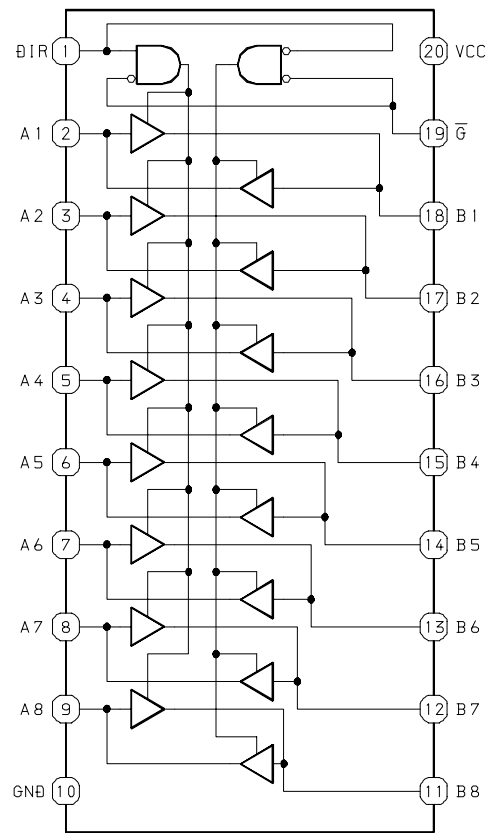 DIR 1 20 VCC
A1 2 19 G̅
A2 3 18 B1
A3 4 17 B2
A4 5 16 B3
A5 6 15 B4
A6 7 14 B5
A7 8 13 B6
A8 9 12 B7
GND 10 11 B8